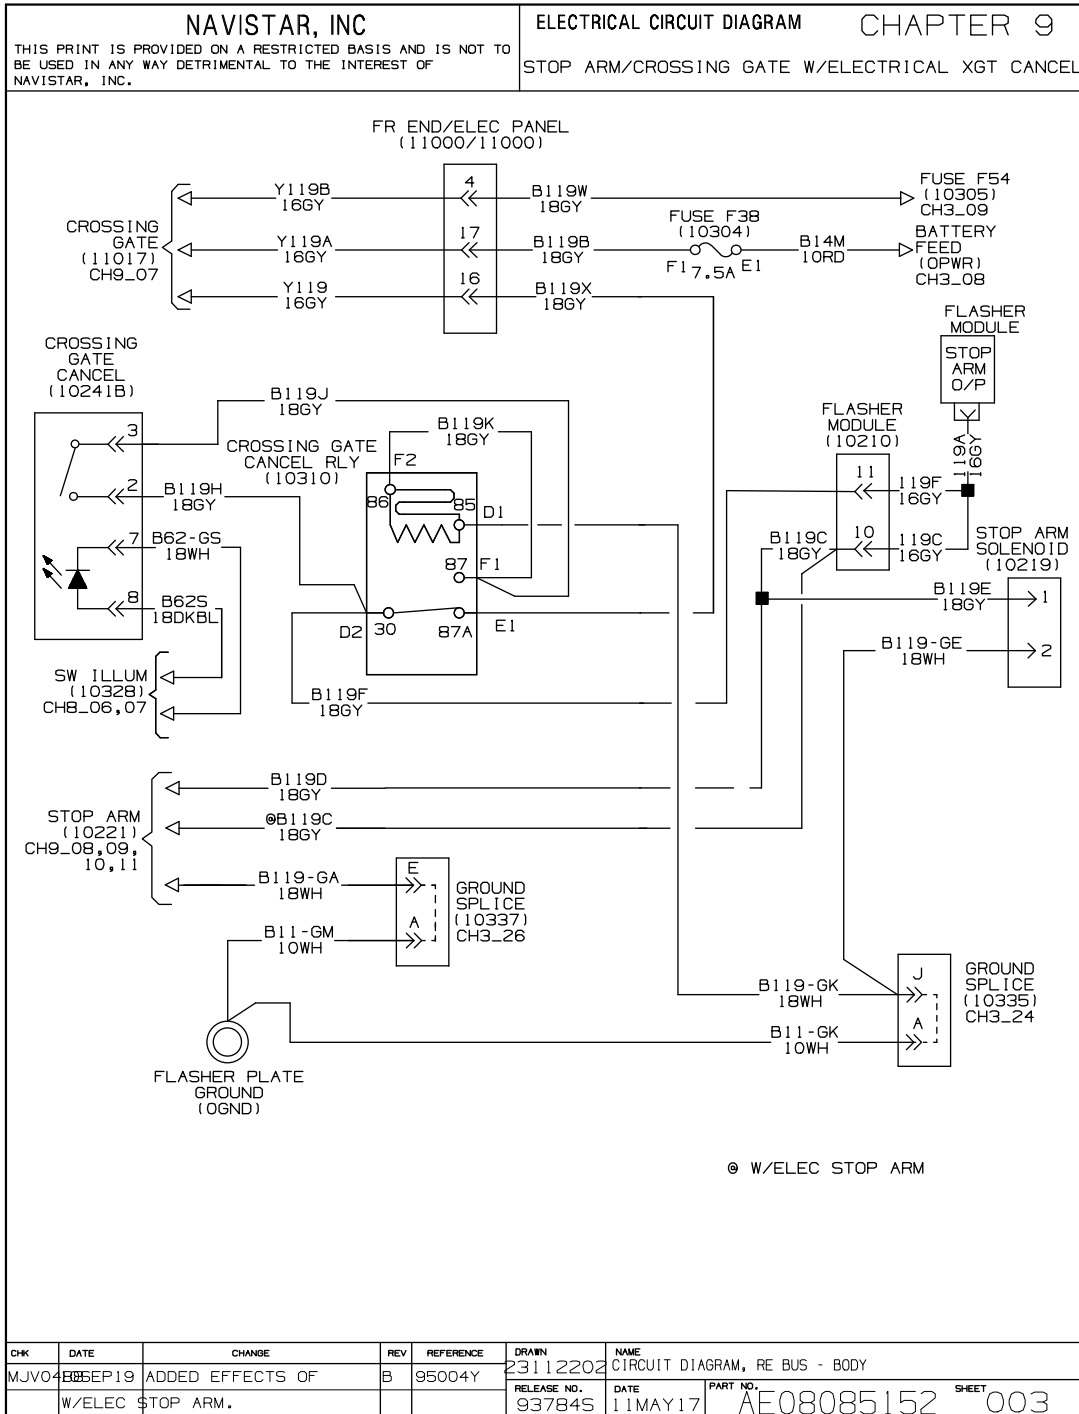 NAVISTAR, INC
THIS PRINT IS PROVIDED ON A RESTRICTED BASIS AND IS NOT TO
BE USED IN ANY WAY DETRIMENTAL TO THE INTEREST OF
NAVISTAR, INC.
ELECTRICAL CIRCUIT DIAGRAM
CHAPTER 9
STOP ARM/CROSSING GATE W/ELECTRICAL XGT CANCEL
FR END/ELEC PANEL
(11000/11000)
4
17
16
CROSSING
GATE
(11017)
CH9_07
Y119B
16GY
Y119A
16GY
Y119
16GY
B119W
18GY
B119B
18GY
B119X
18GY
FUSE F38
(10304)
F1
7.5A
E1
B14M
10RD
FUSE F54
(10305)
CH3_09
BATTERY
FEED
(0PWR)
CH3_08
FLASHER
MODULE
STOP
ARM
O/P
119A
16GY
CROSSING
GATE
CANCEL
(10241B)
3
2
7
8
B119J
18GY
B119H
18GY
B62-GS
18WH
B62S
18DKBL
SW ILLUM
(10328)
CH8_06,07
CROSSING GATE
CANCEL RLY
(10310)
B119K
18GY
F2
86
85
D1
87
F1
D2
30
87A
E1
B119F
18GY
FLASHER
MODULE
(10210)
11
10
119F
16GY
119C
16GY
B119C
18GY
STOP ARM
SOLENOID
(10219)
1
2
B119E
18GY
B119-GE
18WH
STOP ARM
(10221)
CH9_08,09,
10,11
B119D
18GY
@B119C
18GY
B119-GA
18WH
B11-GM
10WH
E
A
GROUND
SPLICE
(10337)
CH3_26
B119-GK
18WH
B11-GK
10WH
J
A
GROUND
SPLICE
(10335)
CH3_24
FLASHER PLATE
GROUND
(0GND)
@ W/ELEC STOP ARM
CHK DATE CHANGE REV REFERENCE
05SEP19 ADDED EFFECTS OF B 95004Y
W/ELEC STOP ARM.
DRAWN
23112202
NAME
CIRCUIT DIAGRAM, RE BUS - BODY
RELEASE NO.
93784S
DATE
11MAY17
PART NO.
AE08085152
SHEET
003